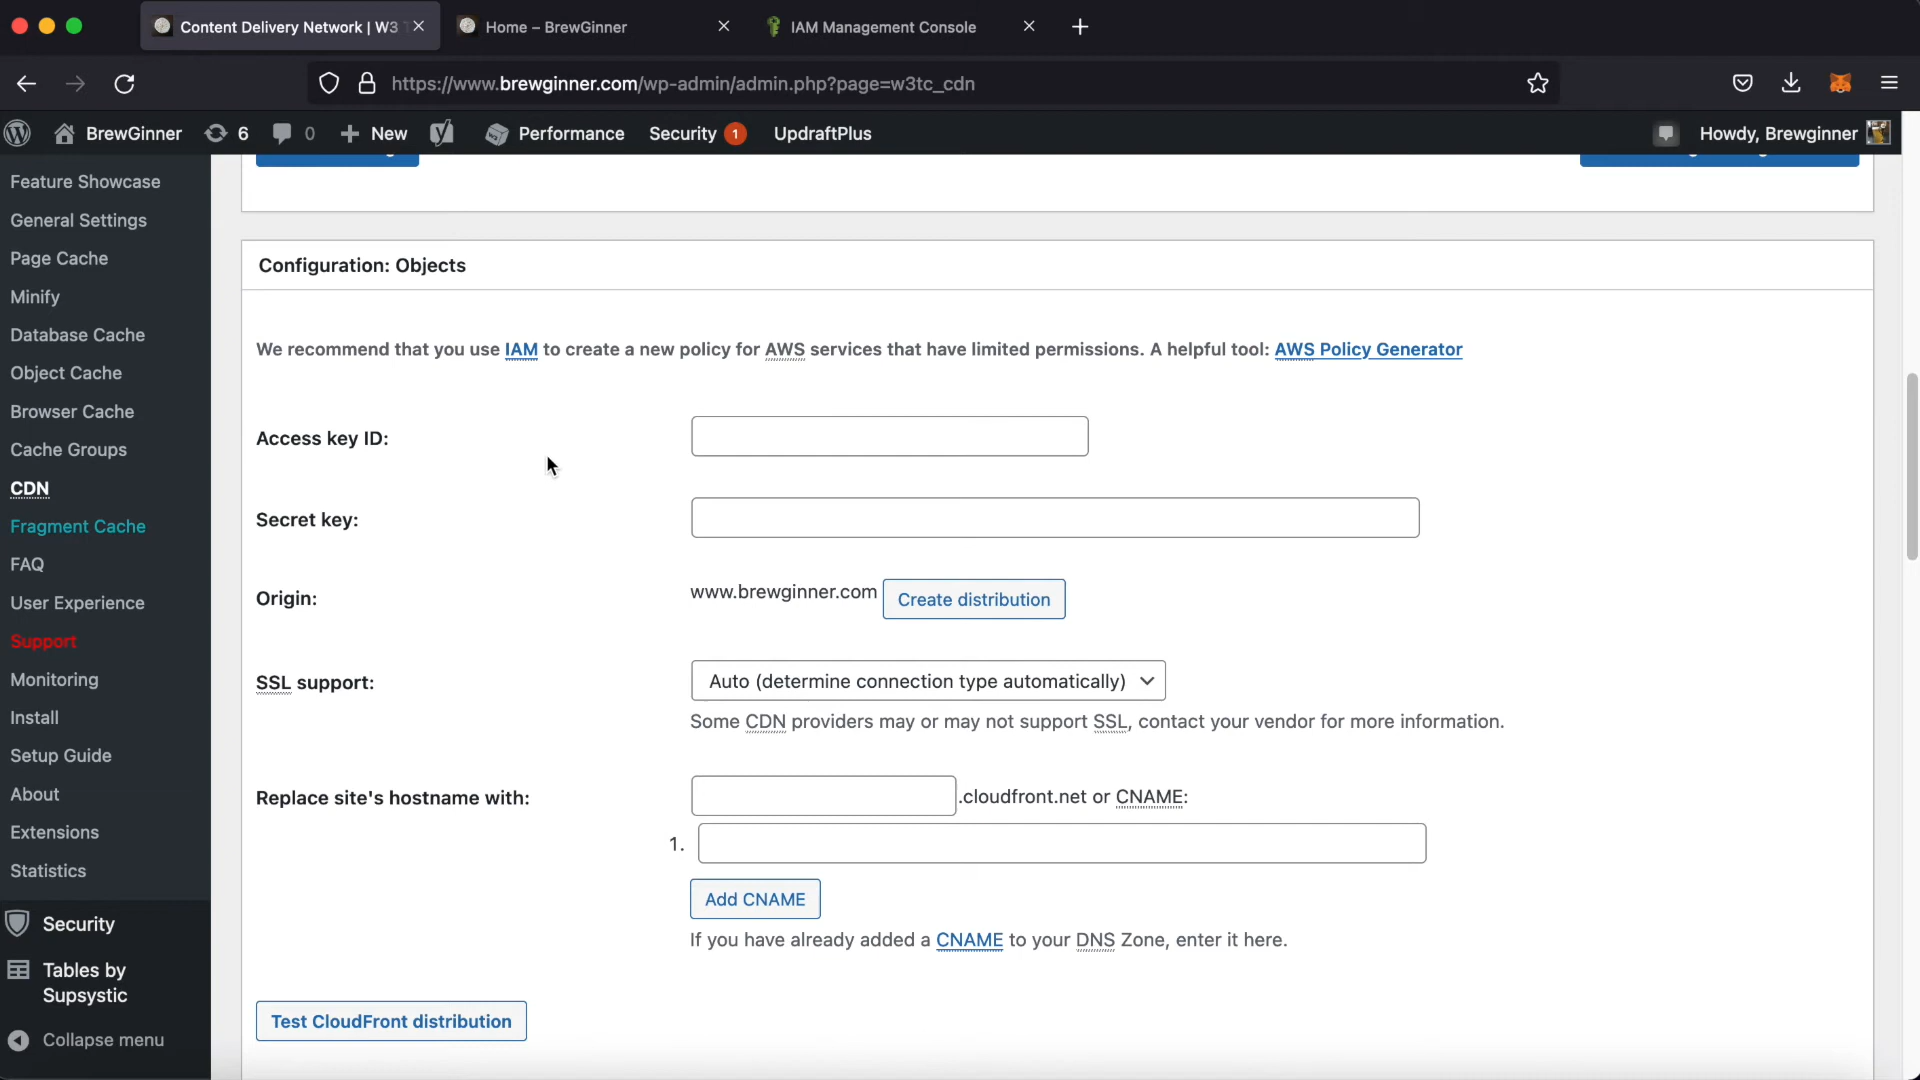 Content Delivery Network | W3
Home – BrewGinner
IAM Management Console
https://www.brewginner.com/wp-admin/admin.php?page=w3tc_cdn
BrewGinner
6
0
New
Performance
Security 1
UpdraftPlus
Howdy, Brewginner
Feature Showcase
General Settings
Page Cache
Minify
Database Cache
Object Cache
Browser Cache
Cache Groups
CDN
Fragment Cache
FAQ
User Experience
Support
Monitoring
Install
Setup Guide
About
Extensions
Statistics
Security
Tables by
Supsystic
Collapse menu
Configuration: Objects
We recommend that you use IAM to create a new policy for AWS services that have limited permissions. A helpful tool: AWS Policy Generator
Access key ID:
Secret key:
Origin:
www.brewginner.com Create distribution
SSL support:
Auto (determine connection type automatically)
Some CDN providers may or may not support SSL, contact your vendor for more information.
Replace site's hostname with:
.cloudfront.net or CNAME:
1.
Add CNAME
If you have already added a CNAME to your DNS Zone, enter it here.
Test CloudFront distribution